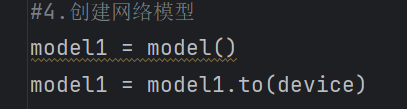 #4.创建网络模型
model1 = model()
model1 = model1.to(device)